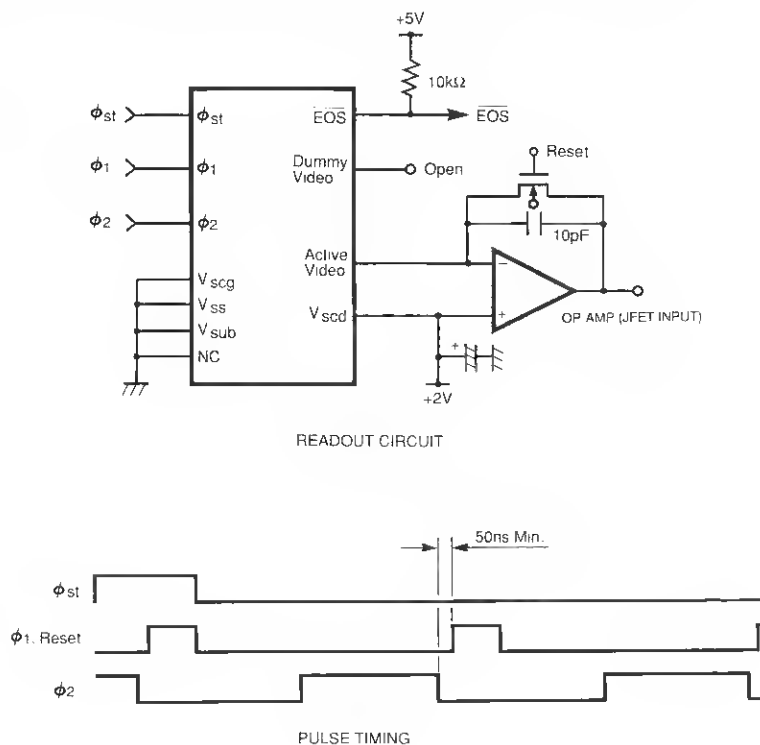 +5V
10kΩ
ϕst
ϕst
EOS
EOS
Dummy
Video
Open
Reset
ϕ1
ϕ1
ϕ2
ϕ2
10pF
Active
Video
−
Vscg
Vss
Vscd
+
OP AMP (JFET INPUT)
Vsub
NC
+
+2V
READOUT CIRCUIT
50ns Min.
ϕst
ϕ1. Reset
ϕ2
PULSE TIMING